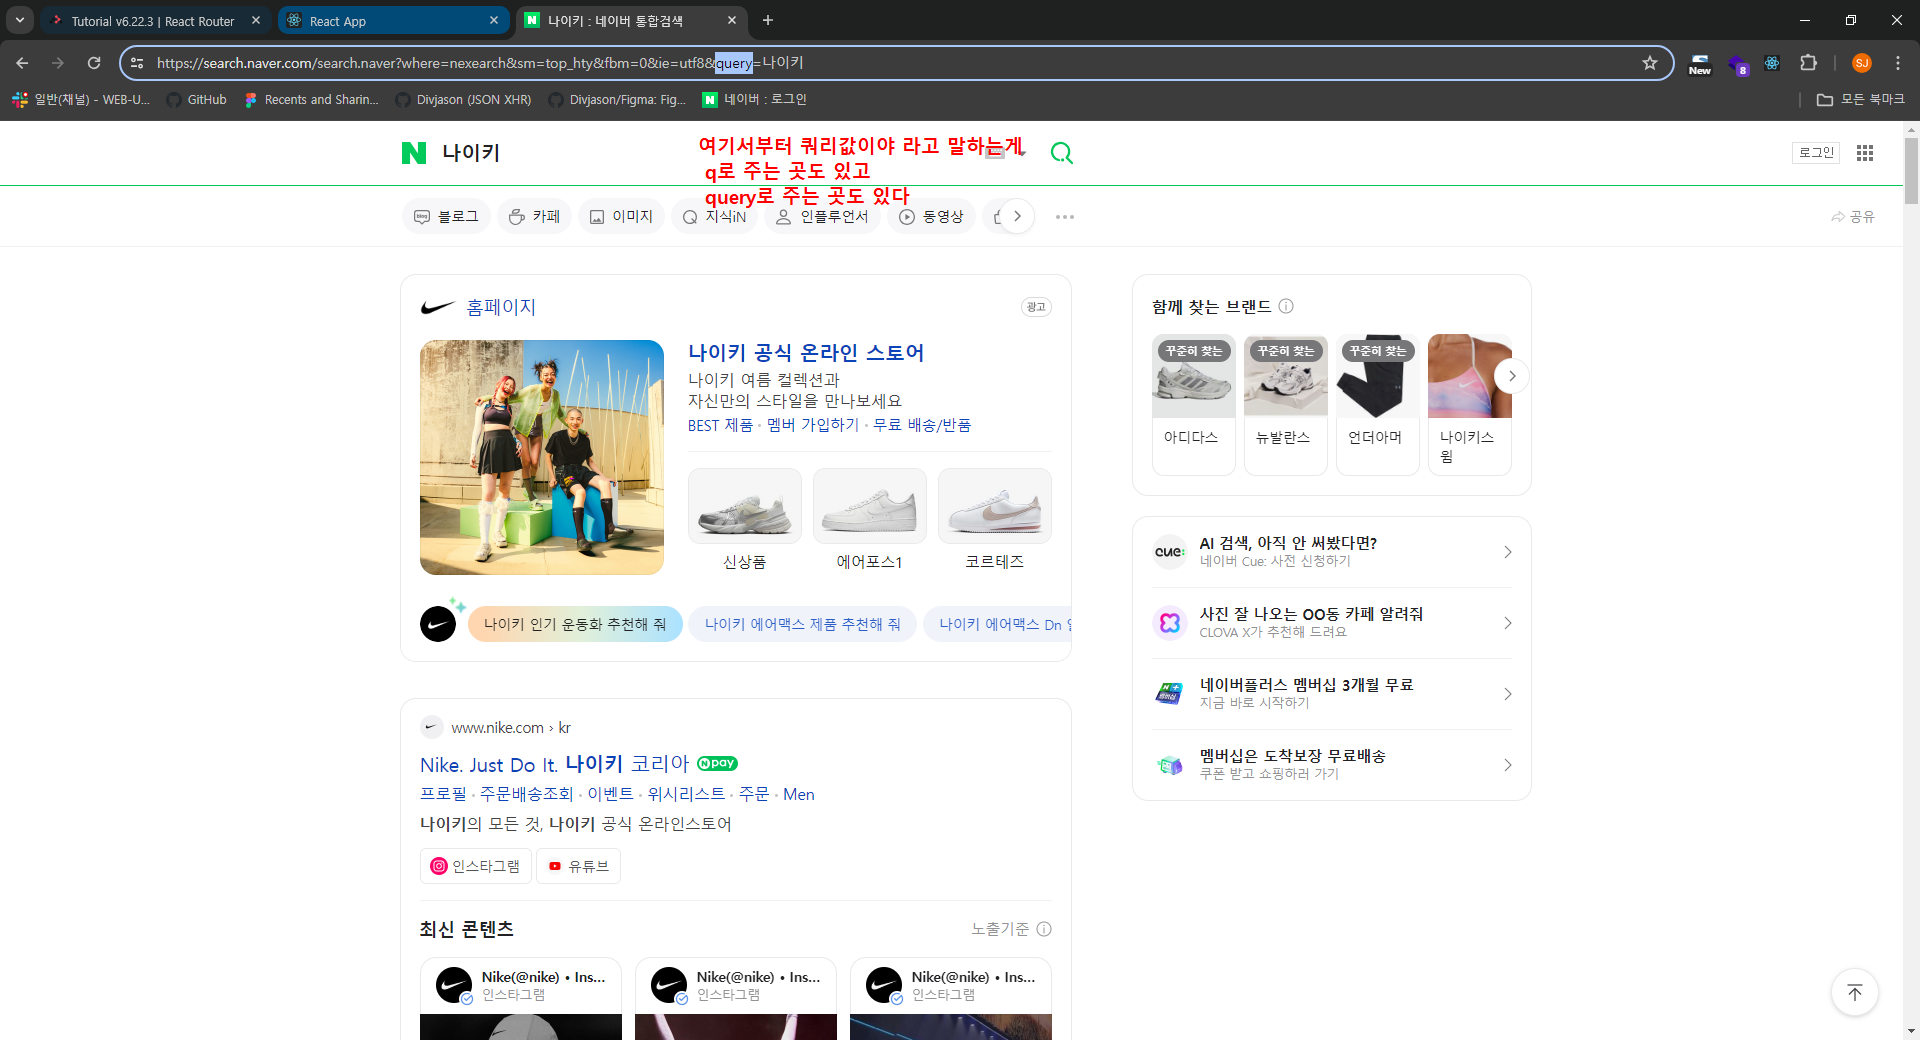 Tutorial v6.22.3 | React Router
React App
나이키 : 네이버 통합검색
https://search.naver.com/search.naver?where=nexearch&sm=top_hty&fbm=0&ie=utf8&query=나이키
New
8
SJ
일반(채널) - WEB-U...
GitHub
Recents and Sharin...
Divjason (JSON XHR)
Divjason/Figma: Fig...
네이버 : 로그인
모든 북마크
나이키
여기서부터 쿼리값이야 라고 말하는게
q로 주는 곳도 있고
query로 주는 곳도 있다
로그인
블로그
카페
이미지
지식iN
인플루언서
동영상
공유
홈페이지
광고
나이키 공식 온라인 스토어
나이키 여름 컬렉션과
자신만의 스타일을 만나보세요
BEST 제품 · 멤버 가입하기 · 무료 배송/반품
신상품
에어포스1
코르테즈
나이키 인기 운동화 추천해 줘
나이키 에어맥스 제품 추천해 줘
나이키 에어맥스 Dn
www.nike.com › kr
Nike. Just Do It. 나이키 코리아
N pay
프로필 · 주문배송조회 · 이벤트 · 위시리스트 · 주문 · Men
나이키의 모든 것, 나이키 공식 온라인스토어
인스타그램
유튜브
최신 콘텐츠
노출기준
Nike(@nike) • Ins...
인스타그램
Nike(@nike) • Ins...
인스타그램
Nike(@nike) • Ins...
인스타그램
함께 찾는 브랜드
꾸준히 찾는
꾸준히 찾는
꾸준히 찾는
아디다스
뉴발란스
언더아머
나이키스
윔
cue:
AI 검색, 아직 안 써봤다면?
네이버 Cue: 사전 신청하기
사진 잘 나오는 OO동 카페 알려줘
CLOVA X가 추천해 드려요
네이버플러스 멤버십 3개월 무료
지금 바로 시작하기
멤버십은 도착보장 무료배송
쿠폰 받고 쇼핑하러 가기